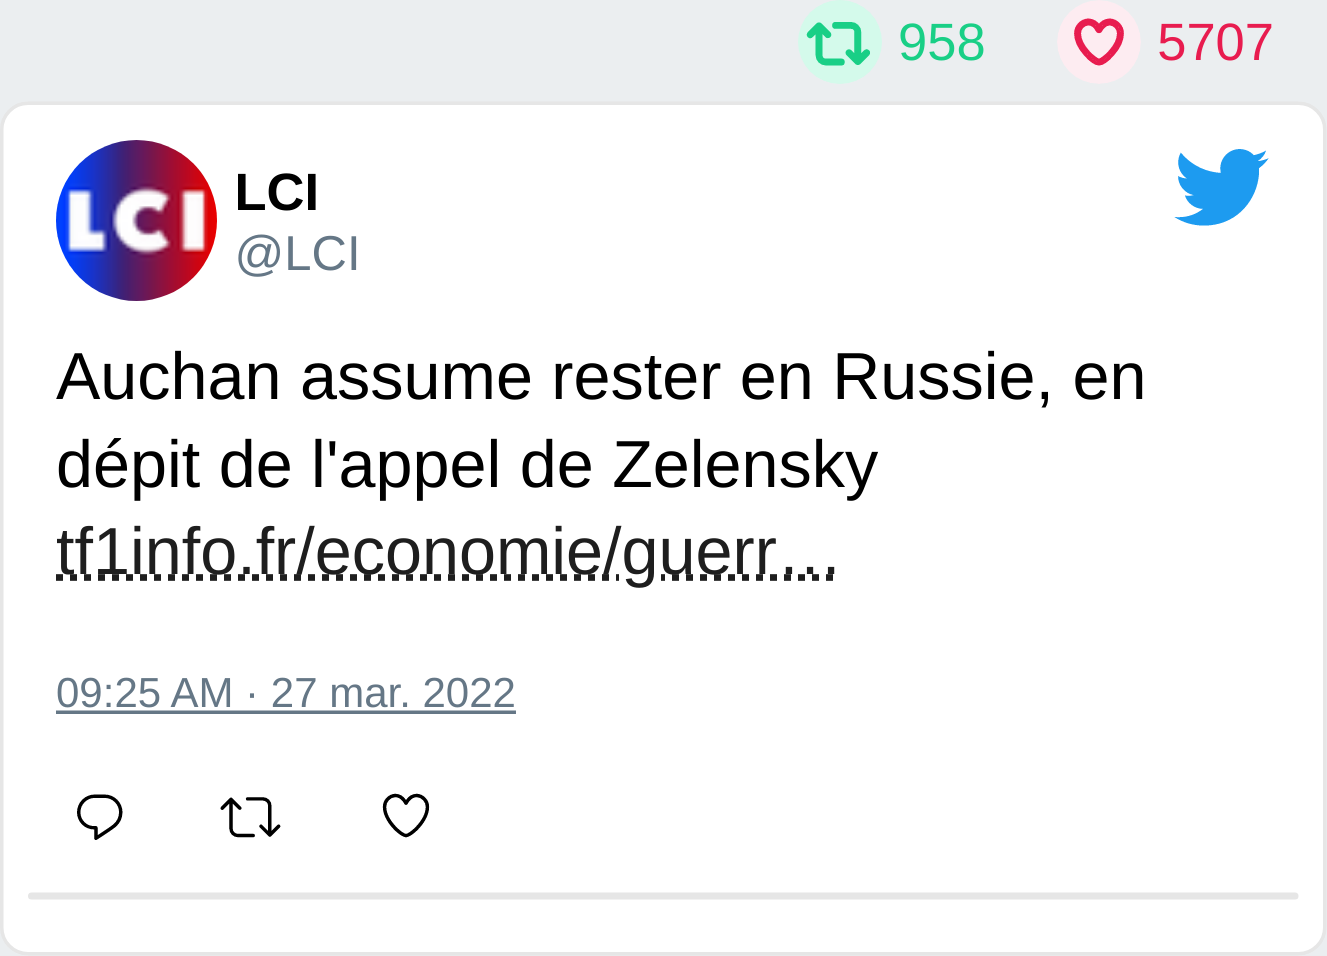 958 5707
LCI
LCI
@LCI
Auchan assume rester en Russie, en
dépit de l'appel de Zelensky
tf1info.fr/economie/guerr…
09:25 AM · 27 mar. 2022